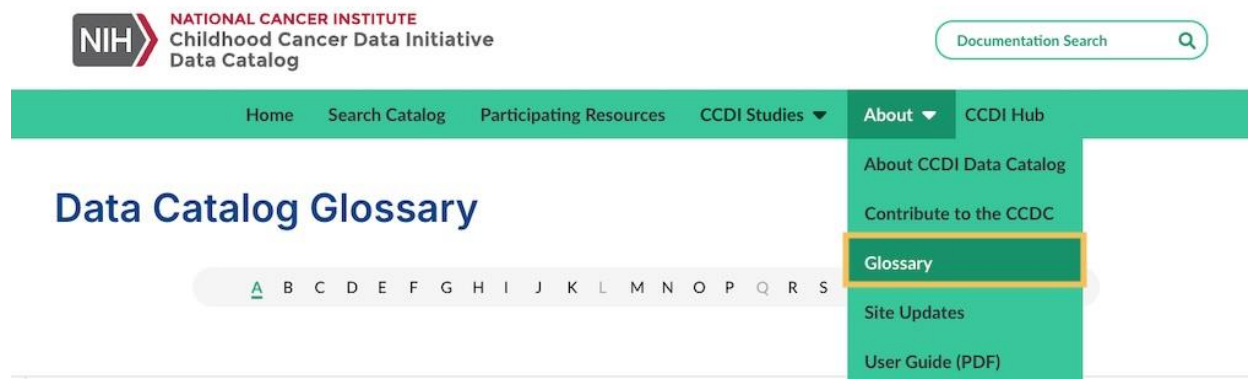 NIH
NATIONAL CANCER INSTITUTE
Childhood Cancer Data Initiative
Data Catalog
Documentation Search
Home Search Catalog Participating Resources CCDI Studies About CCDI Hub
About CCDI Data Catalog
Contribute to the CCDC
Glossary
Site Updates
User Guide (PDF)
Data Catalog Glossary
A B C D E F G H I J K L M N O P Q R S